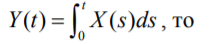 Y(t) = ∫₀ᵗ X(s)ds , то